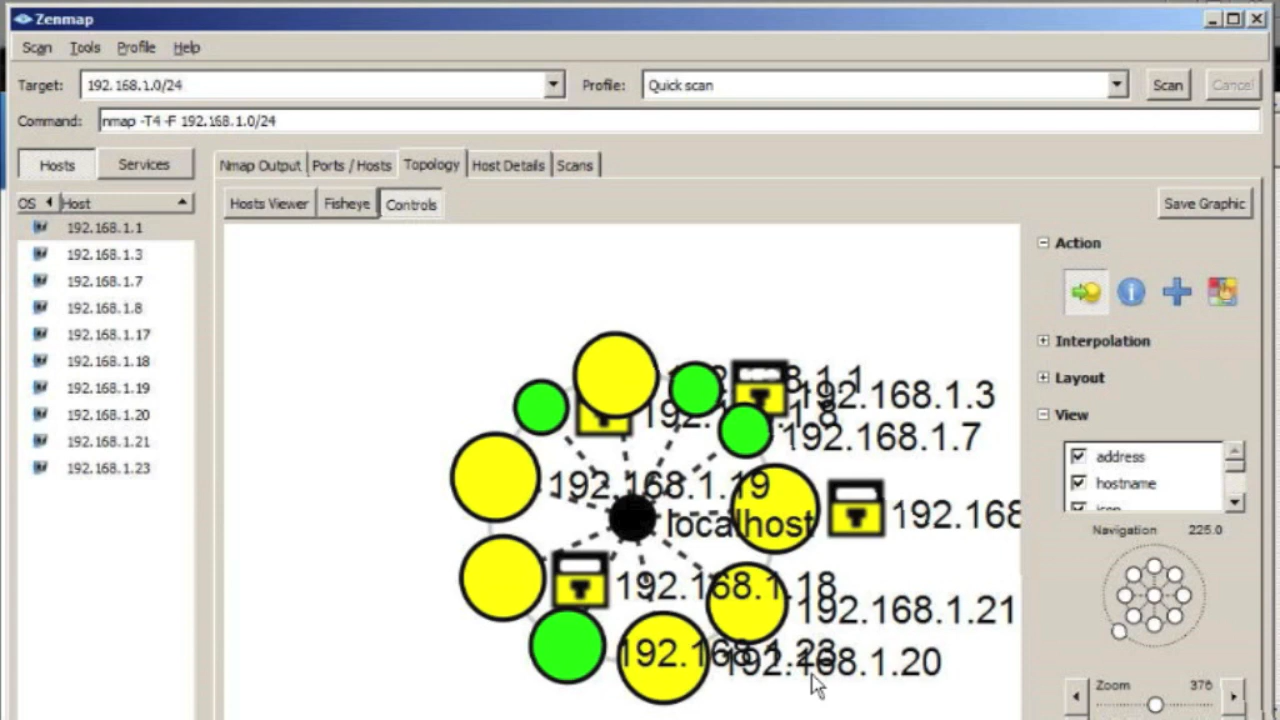 Zenmap
Scan Tools Profile Help
Target: 192.168.1.0/24 Profile: Quick scan Scan Cancel
Command: nmap -T4 -F 192.168.1.0/24
Hosts Services Nmap Output Ports / Hosts Topology Host Details Scans
OS Host Hosts Viewer Fisheye Controls Save Graphic
192.168.1.1
192.168.1.3
192.168.1.7
192.168.1.8
192.168.1.17
192.168.1.18
192.168.1.19
192.168.1.20
192.168.1.21
192.168.1.23
192.168.1.3
192.168.1.7
192.168.1.19
localhost
192.168
192.168.1.18
192.168.1.21
192.168.1.23
192.168.1.20
Action
Interpolation
Layout
View
address
hostname
Navigation 225.0
Zoom 376